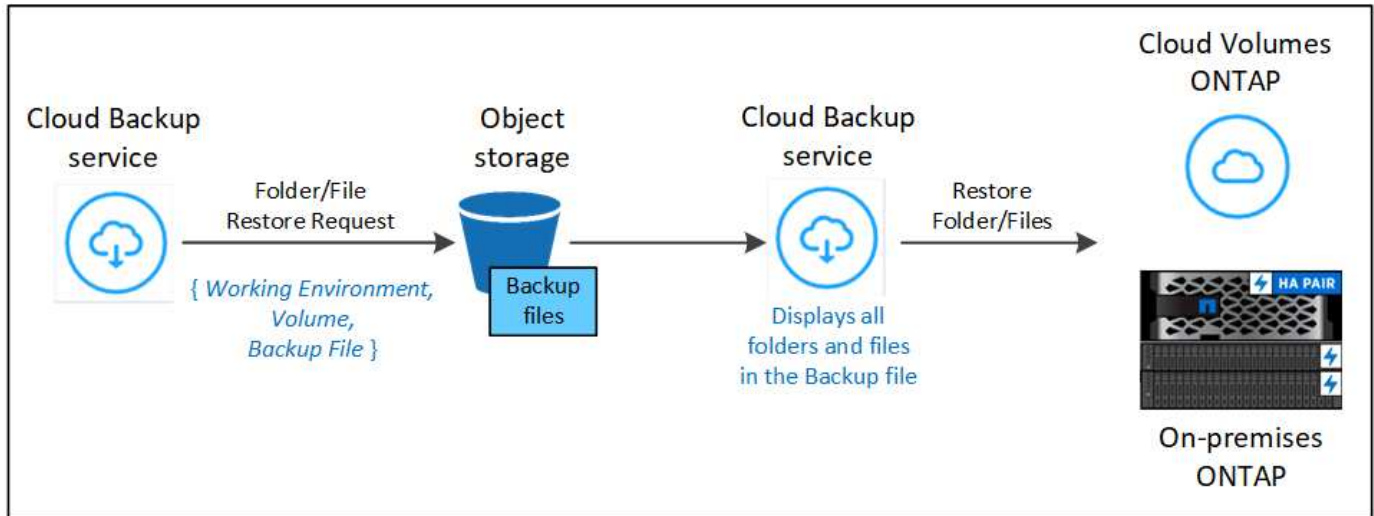 Cloud Backup
service
Folder/File
Restore Request
{ Working Environment,
Volume,
Backup File }
Object
storage
Backup
files
Cloud Backup
service
Displays all
folders and files
in the Backup file
Restore
Folder/Files
Cloud Volumes
ONTAP
HA PAIR
On-premises
ONTAP